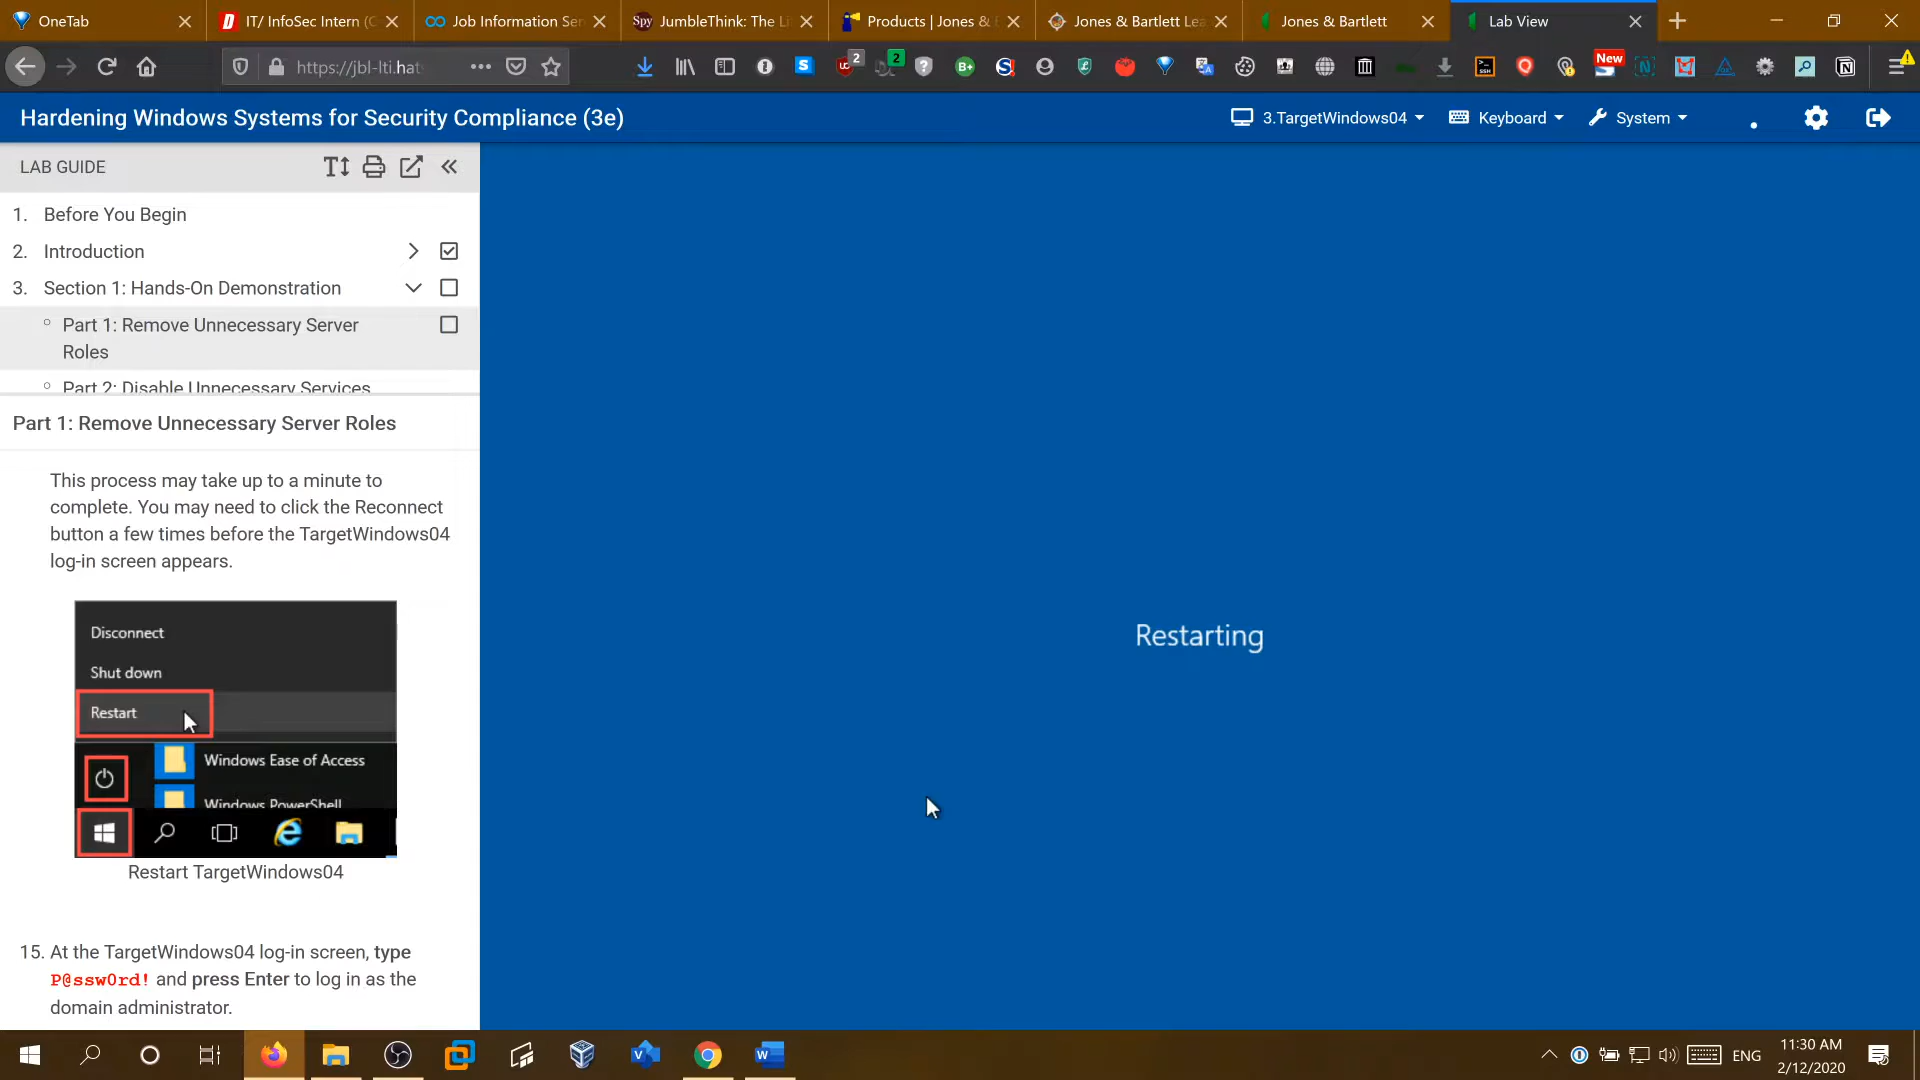 OneTab
IT/ InfoSec Intern (C
Job Information Ser
Spy
JumbleThink: The Li
Products | Jones & B
Jones & Bartlett Lea
Jones & Bartlett
Lab View
https://jbl-lti.hats
2
2
New
Hardening Windows Systems for Security Compliance (3e)
3.TargetWindows04
Keyboard
System
LAB GUIDE
1. Before You Begin
2. Introduction
3. Section 1: Hands-On Demonstration
Part 1: Remove Unnecessary Server
Roles
Part 2: Disable Unnecessary Services
Part 1: Remove Unnecessary Server Roles
This process may take up to a minute to
complete. You may need to click the Reconnect
button a few times before the TargetWindows04
log-in screen appears.
Disconnect
Shut down
Restart
Windows Ease of Access
Windows PowerShell
Restart TargetWindows04
15. At the TargetWindows04 log-in screen, type
P@ssw0rd! and press Enter to log in as the
domain administrator.
Restarting
ENG
11:30 AM
2/12/2020